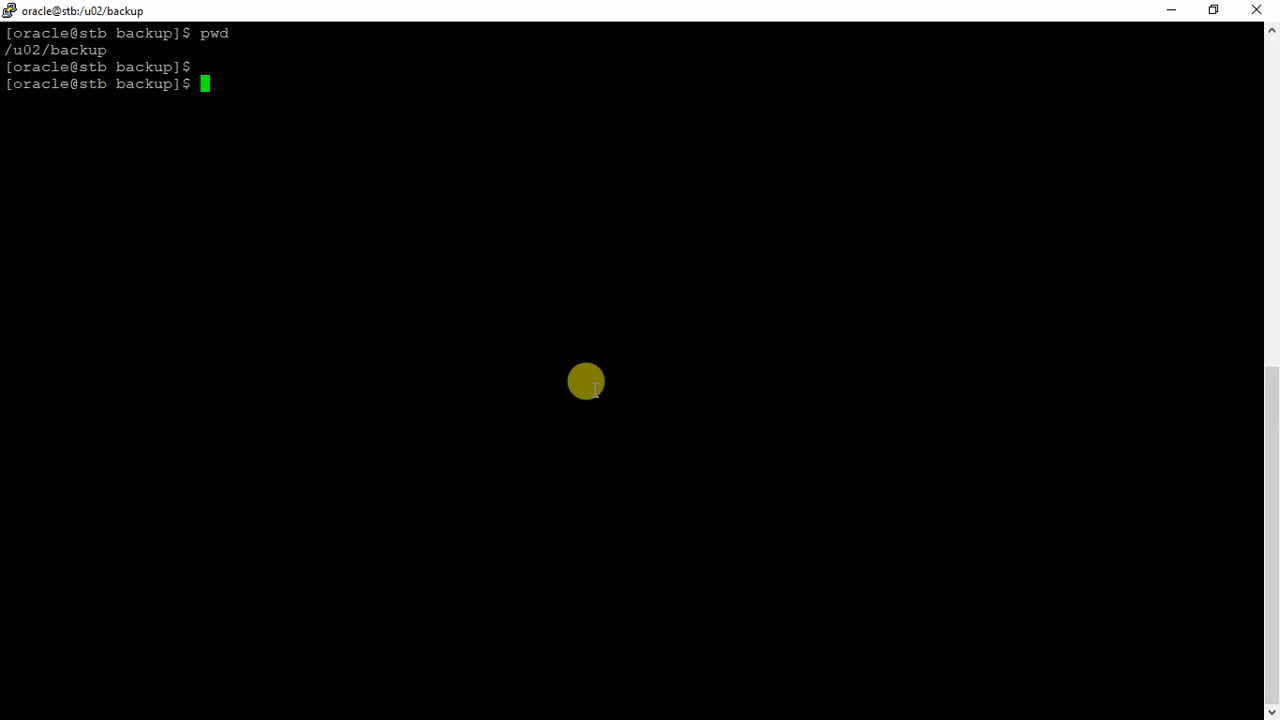 oracle@stb:/u02/backup
[oracle@stb backup]$ pwd
/u02/backup
[oracle@stb backup]$
[oracle@stb backup]$